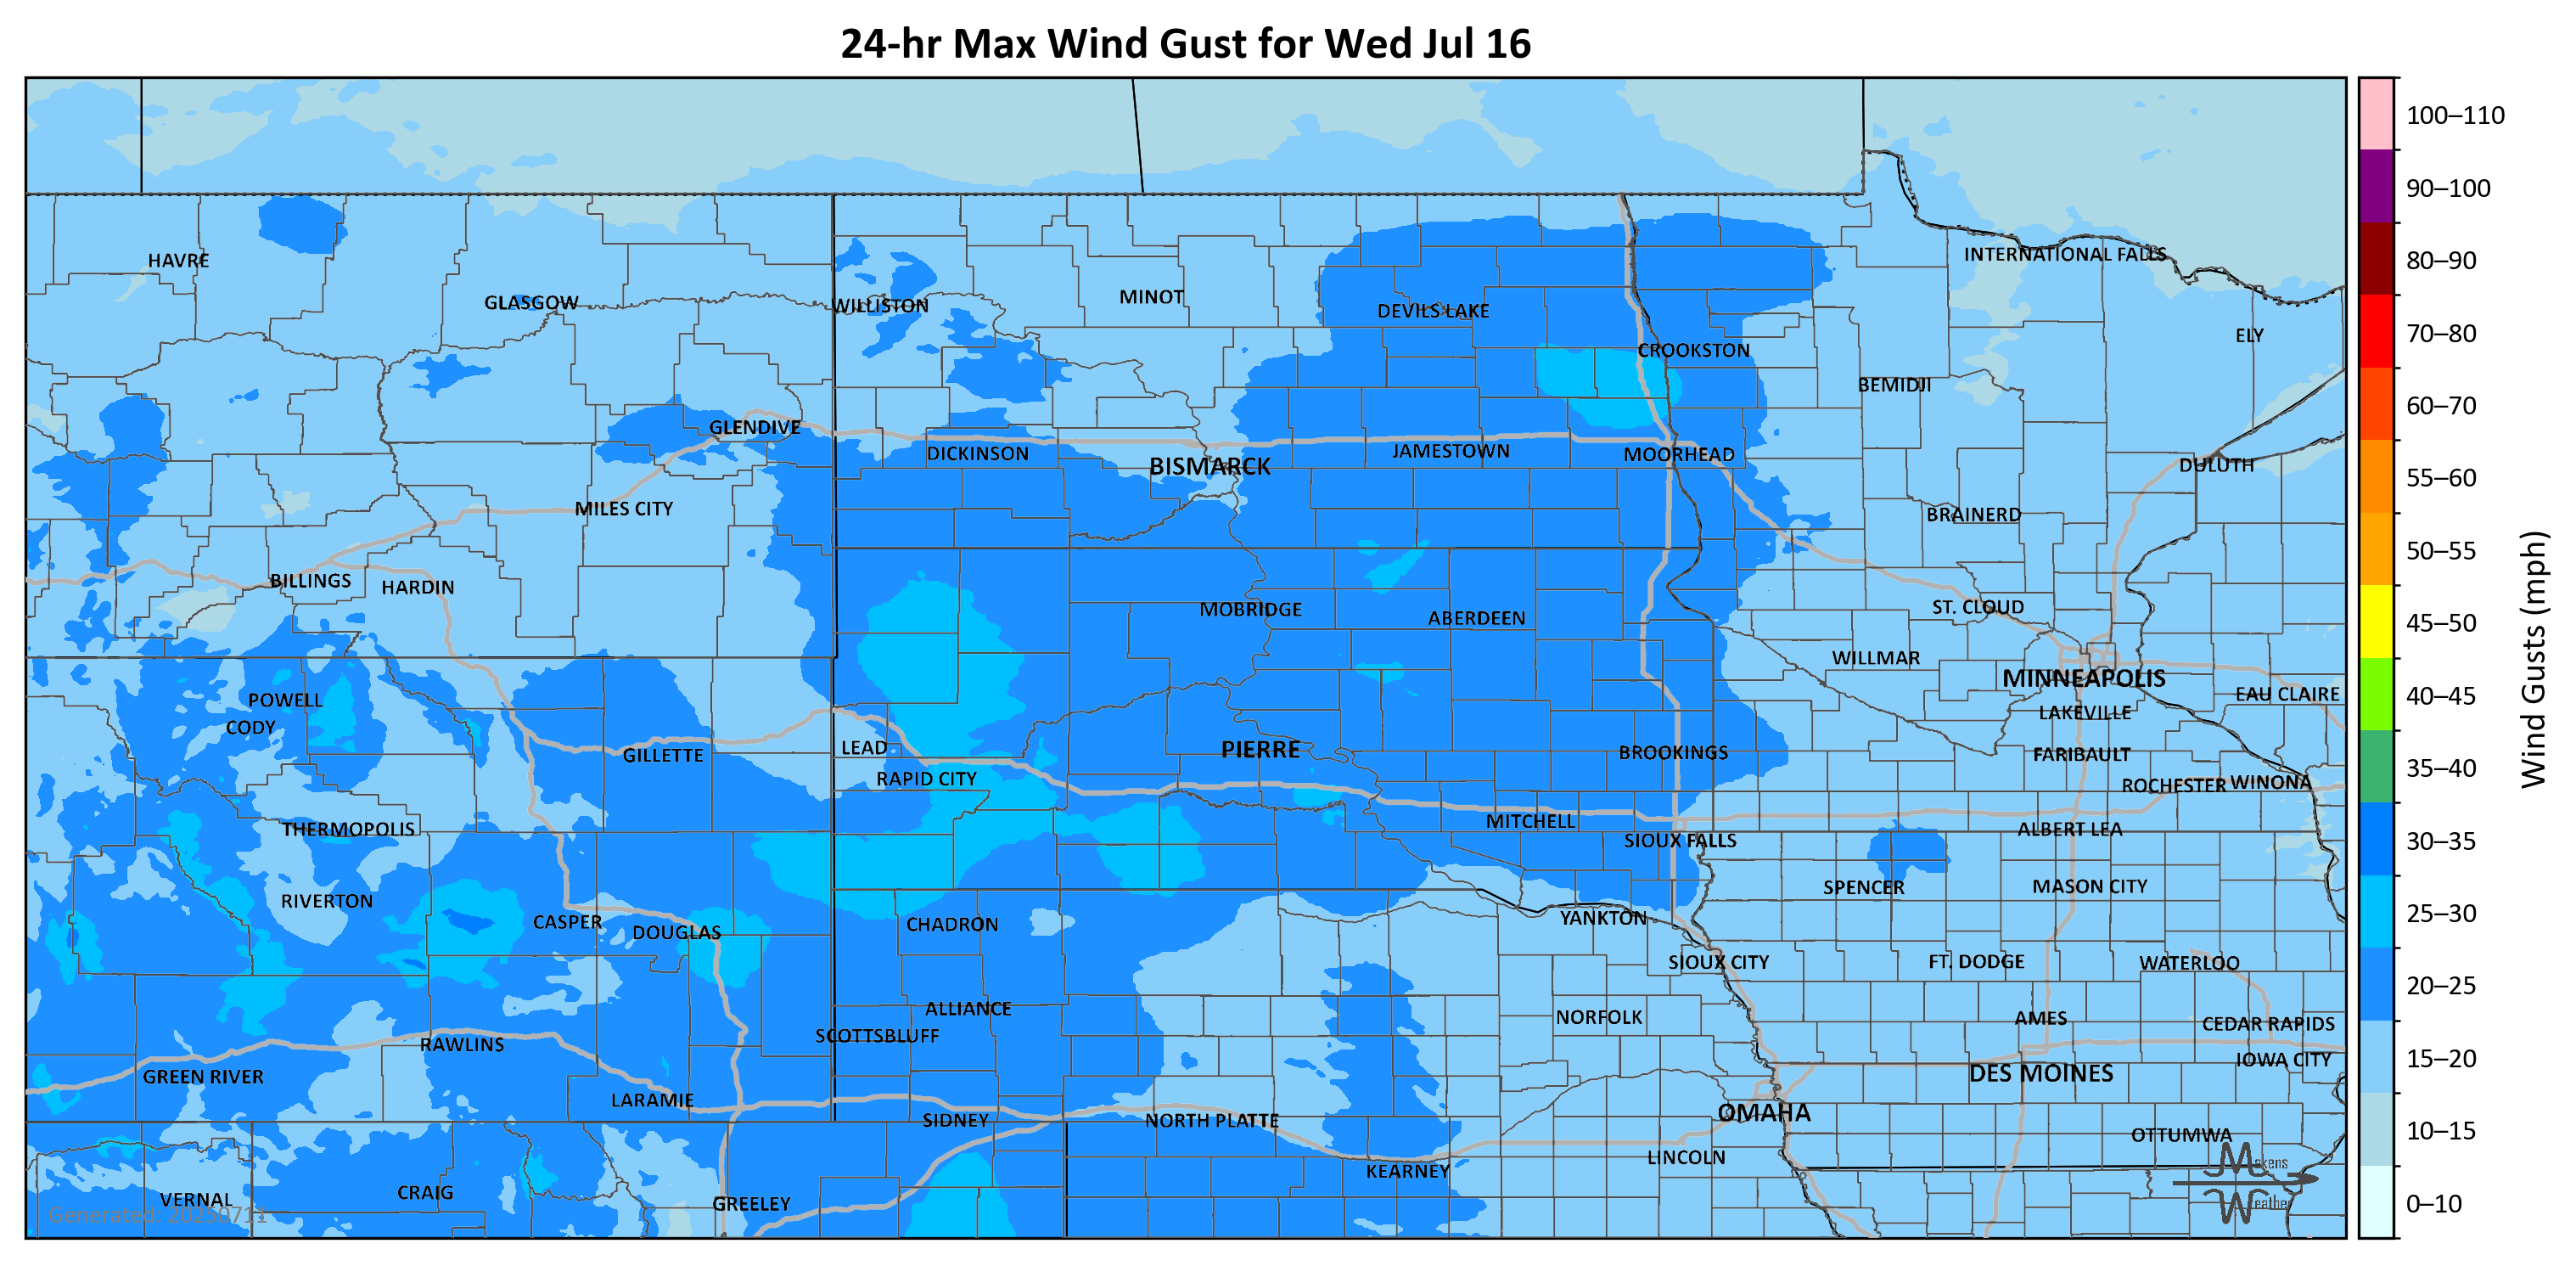 24-hr Max Wind Gust for Wed Jul 16
100–110
90–100
INTERNATIONAL FALLS
HAVRE
80–90
MINOT
GLASGOW
WILLISTON
DEVILS LAKE
ELY
70–80
CROOKSTON
BEMIDJI
60–70
GLENDIVE
DICKINSON
JAMESTOWN
MOORHEAD
BISMARCK
DULUTH
55–60
MILES CITY
BRAINERD
50–55
BILLINGS
HARDIN
MOBRIDGE
ABERDEEN
ST. CLOUD
45–50
WILLMAR
MINNEAPOLIS
POWELL
EAU CLAIRE
40–45
LAKEVILLE
CODY
Wind Gusts (mph)
GILLETTE
LEAD
PIERRE
BROOKINGS
FARIBAULT
35–40
RAPID CITY
ROCHESTER
WINONA
THERMOPOLIS
MITCHELL
ALBERT LEA
SIOUX FALLS
30–35
SPENCER
MASON CITY
RIVERTON
CASPER
DOUGLAS
CHADRON
YANKTON
25–30
SIOUX CITY
FT. DODGE
WATERLOO
20–25
ALLIANCE
NORFOLK
AMES
CEDAR RAPIDS
SCOTTSBLUFF
RAWLINS
IOWA CITY
15–20
GREEN RIVER
DES MOINES
LARAMIE
OMAHA
SIDNEY
NORTH PLATTE
OTTUMWA
10–15
LINCOLN
Makens
KEARNEY
CRAIG
VERNAL
GREELEY
Weather
0–10
Generated: 20250711